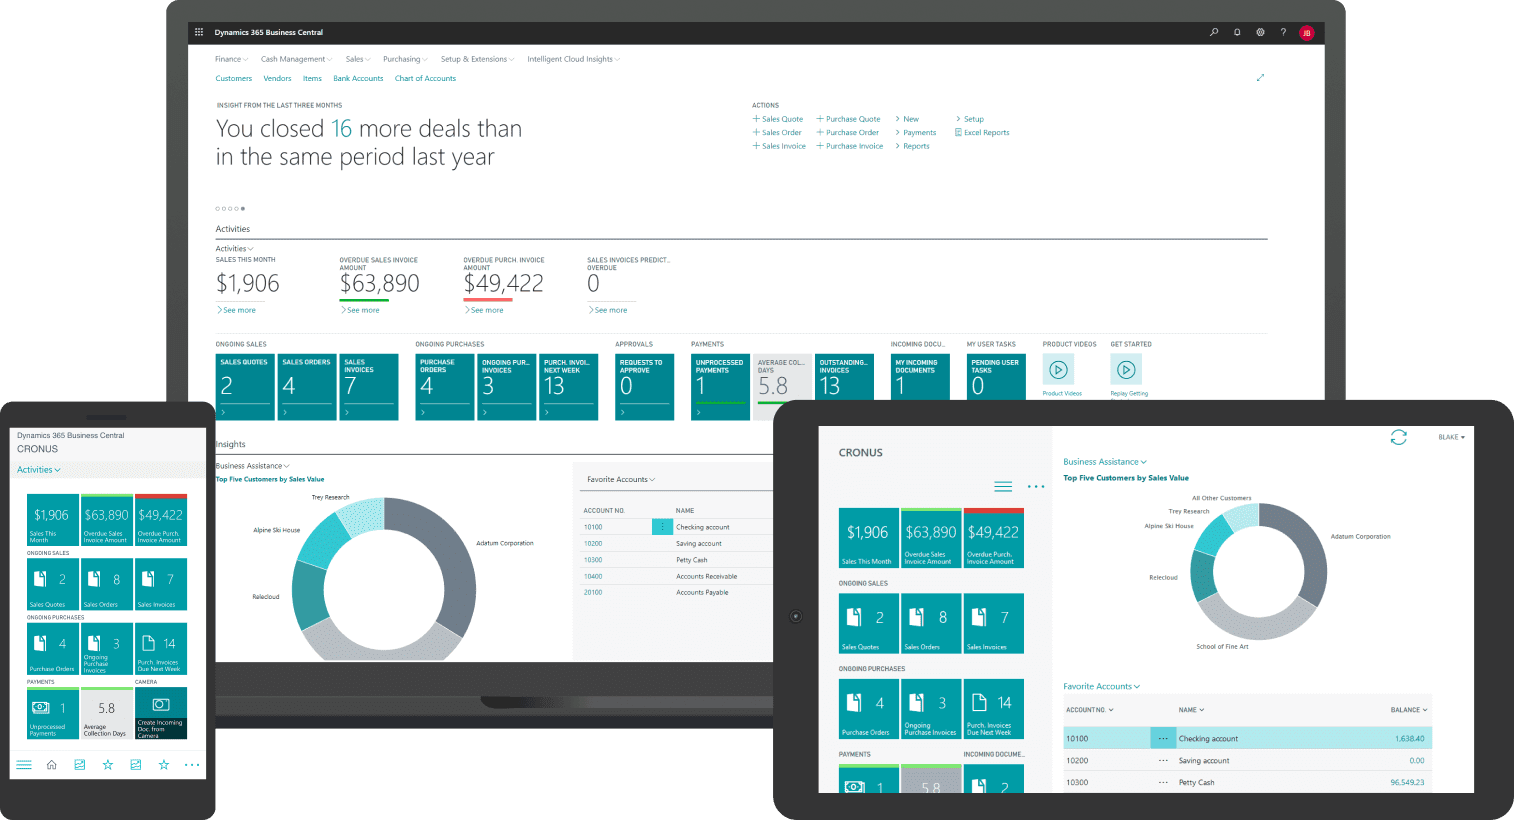 Dynamics 365 Business Central
JB
Finance Cash Management Sales Purchasing Setup & Extensions Intelligent Cloud Insights
Customers Vendors Items Bank Accounts Chart of Accounts
INSIGHT FROM THE LAST THREE MONTHS
You closed 16 more deals than
in the same period last year
ACTIONS
+ Sales Quote + Purchase Quote > New > Setup
+ Sales Order + Purchase Order > Payments Excel Reports
+ Sales Invoice + Purchase Invoice > Reports
Activities
Activities
SALES THIS MONTH
$1,906
>See more
OVERDUE SALES INVOICE
AMOUNT
$63,890
>See more
OVERDUE PURCH. INVOICE
AMOUNT
$49,422
>See more
SALES INVOICES PREDICT...
OVERDUE
0
>See more
ONGOING SALES
SALES QUOTES
2
SALES ORDERS
4
SALES
INVOICES
7
ONGOING PURCHASES
PURCHASE
ORDERS
4
ONGOING PUR...
INVOICES
3
PURCH. INVOI...
NEXT WEEK
13
APPROVALS
REQUESTS TO
APPROVE
0
PAYMENTS
UNPROCESSED
PAYMENTS
1
AVERAGE COL...
DAYS
5.8
OUTSTANDING...
INVOICES
13
INCOMING DOCU...
MY INCOMING
DOCUMENTS
1
MY USER TASKS
PENDING USER
TASKS
0
PRODUCT VIDEOS
Product Videos
GET STARTED
Replay Getting
Insights
Business Assistance
Top Five Customers by Sales Value
Trey Research
Alpine Ski House
Adatum Corporation
Relecloud
Favorite Accounts
ACCOUNT NO. NAME
10100 Checking account
10200 Saving account
10300 Petty Cash
10400 Accounts Receivable
20100 Accounts Payable
Dynamics 365 Business Central
CRONUS
Activities
$1,906
Sales This
Month
$63,890
Overdue Sales
Invoice Amount
$49,422
Overdue Purch.
Invoice Amount
ONGOING SALES
2
Sales Quotes
8
Sales Orders
7
Sales Invoices
ONGOING PURCHASES
4
Purchase Orders
3
Ongoing
Purchase
Invoices
14
Purch. Invoices
Due Next Week
PAYMENTS
1
Unprocessed
Payments
5.8
Average
Collection Days
CAMERA
Create Incoming
Doc. from
Camera
CRONUS
BLAKE
$1,906
Sales This Month
$63,890
Overdue Sales
Invoice Amount
$49,422
Overdue Purch.
Invoice Amount
ONGOING SALES
2
Sales Quotes
8
Sales Orders
7
Sales Invoices
ONGOING PURCHASES
4
Purchase Orders
3
Ongoing
Purchase Invoices
14
Purch. Invoices
Due Next Week
PAYMENTS
1
5.8
INCOMING DOCUME...
2
Business Assistance
Top Five Customers by Sales Value
All Other Customers
Trey Research
Alpine Ski House
Adatum Corporation
Relecloud
School of Fine Art
Favorite Accounts
ACCOUNT NO. NAME BALANCE
10100 ... Checking account 1,638.40
10200 ... Saving account 0.00
10300 ... Petty Cash 96,549.23